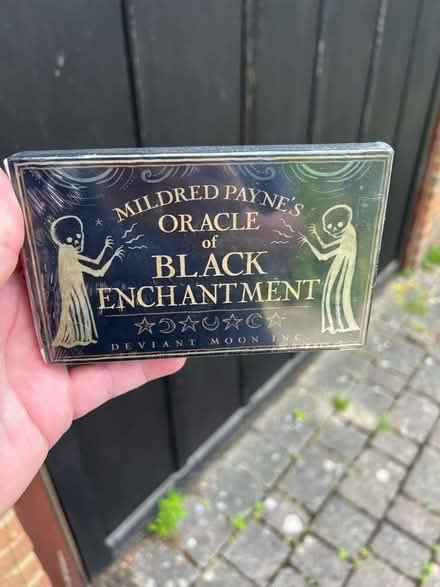 MILDRED PAYNE'S
ORACLE
of
BLACK
ENCHANTMENT
DEVIANT MOON INC.